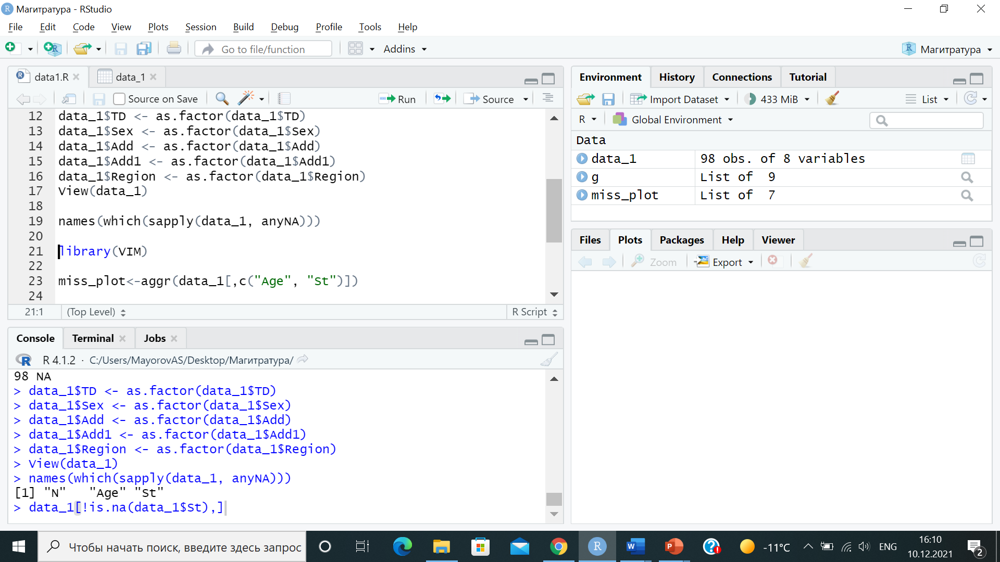 Магитратура - RStudio
File Edit Code View Plots Session Build Debug Profile Tools Help
Go to file/function Addins Магитратура
data1.R data_1
Source on Save Run Source
12 data_1$TD <- as.factor(data_1$TD)
13 data_1$Sex <- as.factor(data_1$Sex)
14 data_1$Add <- as.factor(data_1$Add)
15 data_1$Add1 <- as.factor(data_1$Add1)
16 data_1$Region <- as.factor(data_1$Region)
17 View(data_1)
18
19 names(which(sapply(data_1, anyNA)))
20
21 library(VIM)
22
23 miss_plot<-aggr(data_1[,c("Age", "St")])
24
21:1 (Top Level) R Script
Console Terminal Jobs
R 4.1.2 · C:/Users/MayorovAS/Desktop/Магитратура/
98 NA
> data_1$TD <- as.factor(data_1$TD)
> data_1$Sex <- as.factor(data_1$Sex)
> data_1$Add <- as.factor(data_1$Add)
> data_1$Add1 <- as.factor(data_1$Add1)
> data_1$Region <- as.factor(data_1$Region)
> View(data_1)
> names(which(sapply(data_1, anyNA)))
[1] "N" "Age" "St"
> data_1[!is.na(data_1$St),]
Environment History Connections Tutorial
Import Dataset 433 MiB List
R Global Environment
Data
data_1 98 obs. of 8 variables
g List of 9
miss_plot List of 7
Files Plots Packages Help Viewer
Zoom Export
Чтобы начать поиск, введите здесь запрос
-11°C ENG
16:10
10.12.2021
2